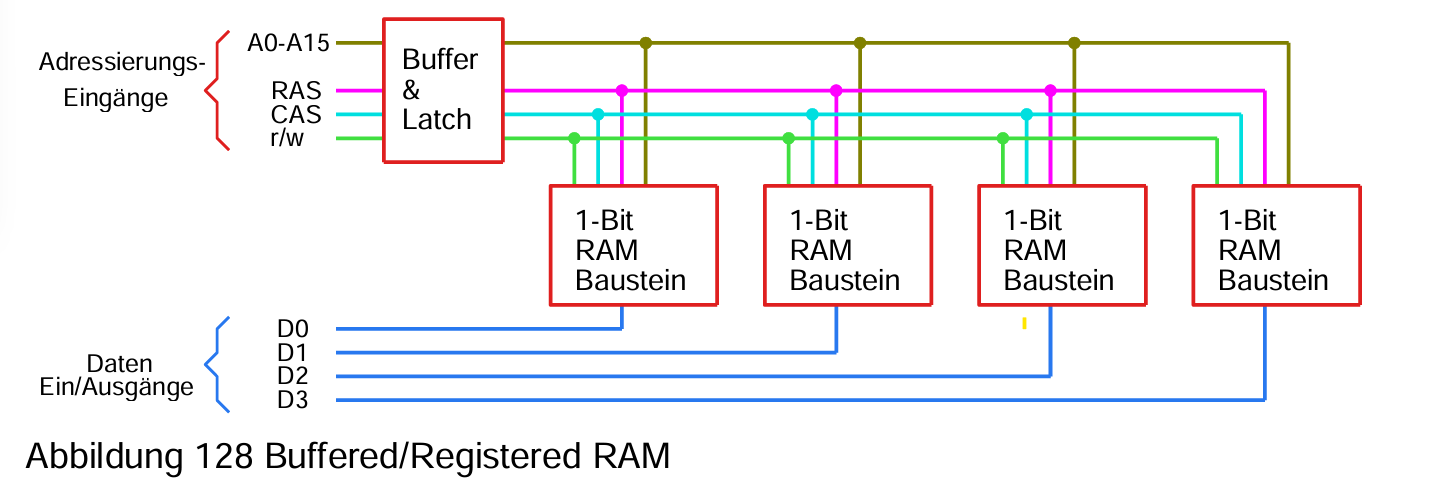 Adressierungs-
Eingänge
A0-A15
RAS
CAS
r/w
Buffer
&
Latch
1-Bit
RAM
Baustein
1-Bit
RAM
Baustein
1-Bit
RAM
Baustein
1-Bit
RAM
Baustein
Daten
Ein/Ausgänge
D0
D1
D2
D3
Abbildung 128 Buffered/Registered RAM